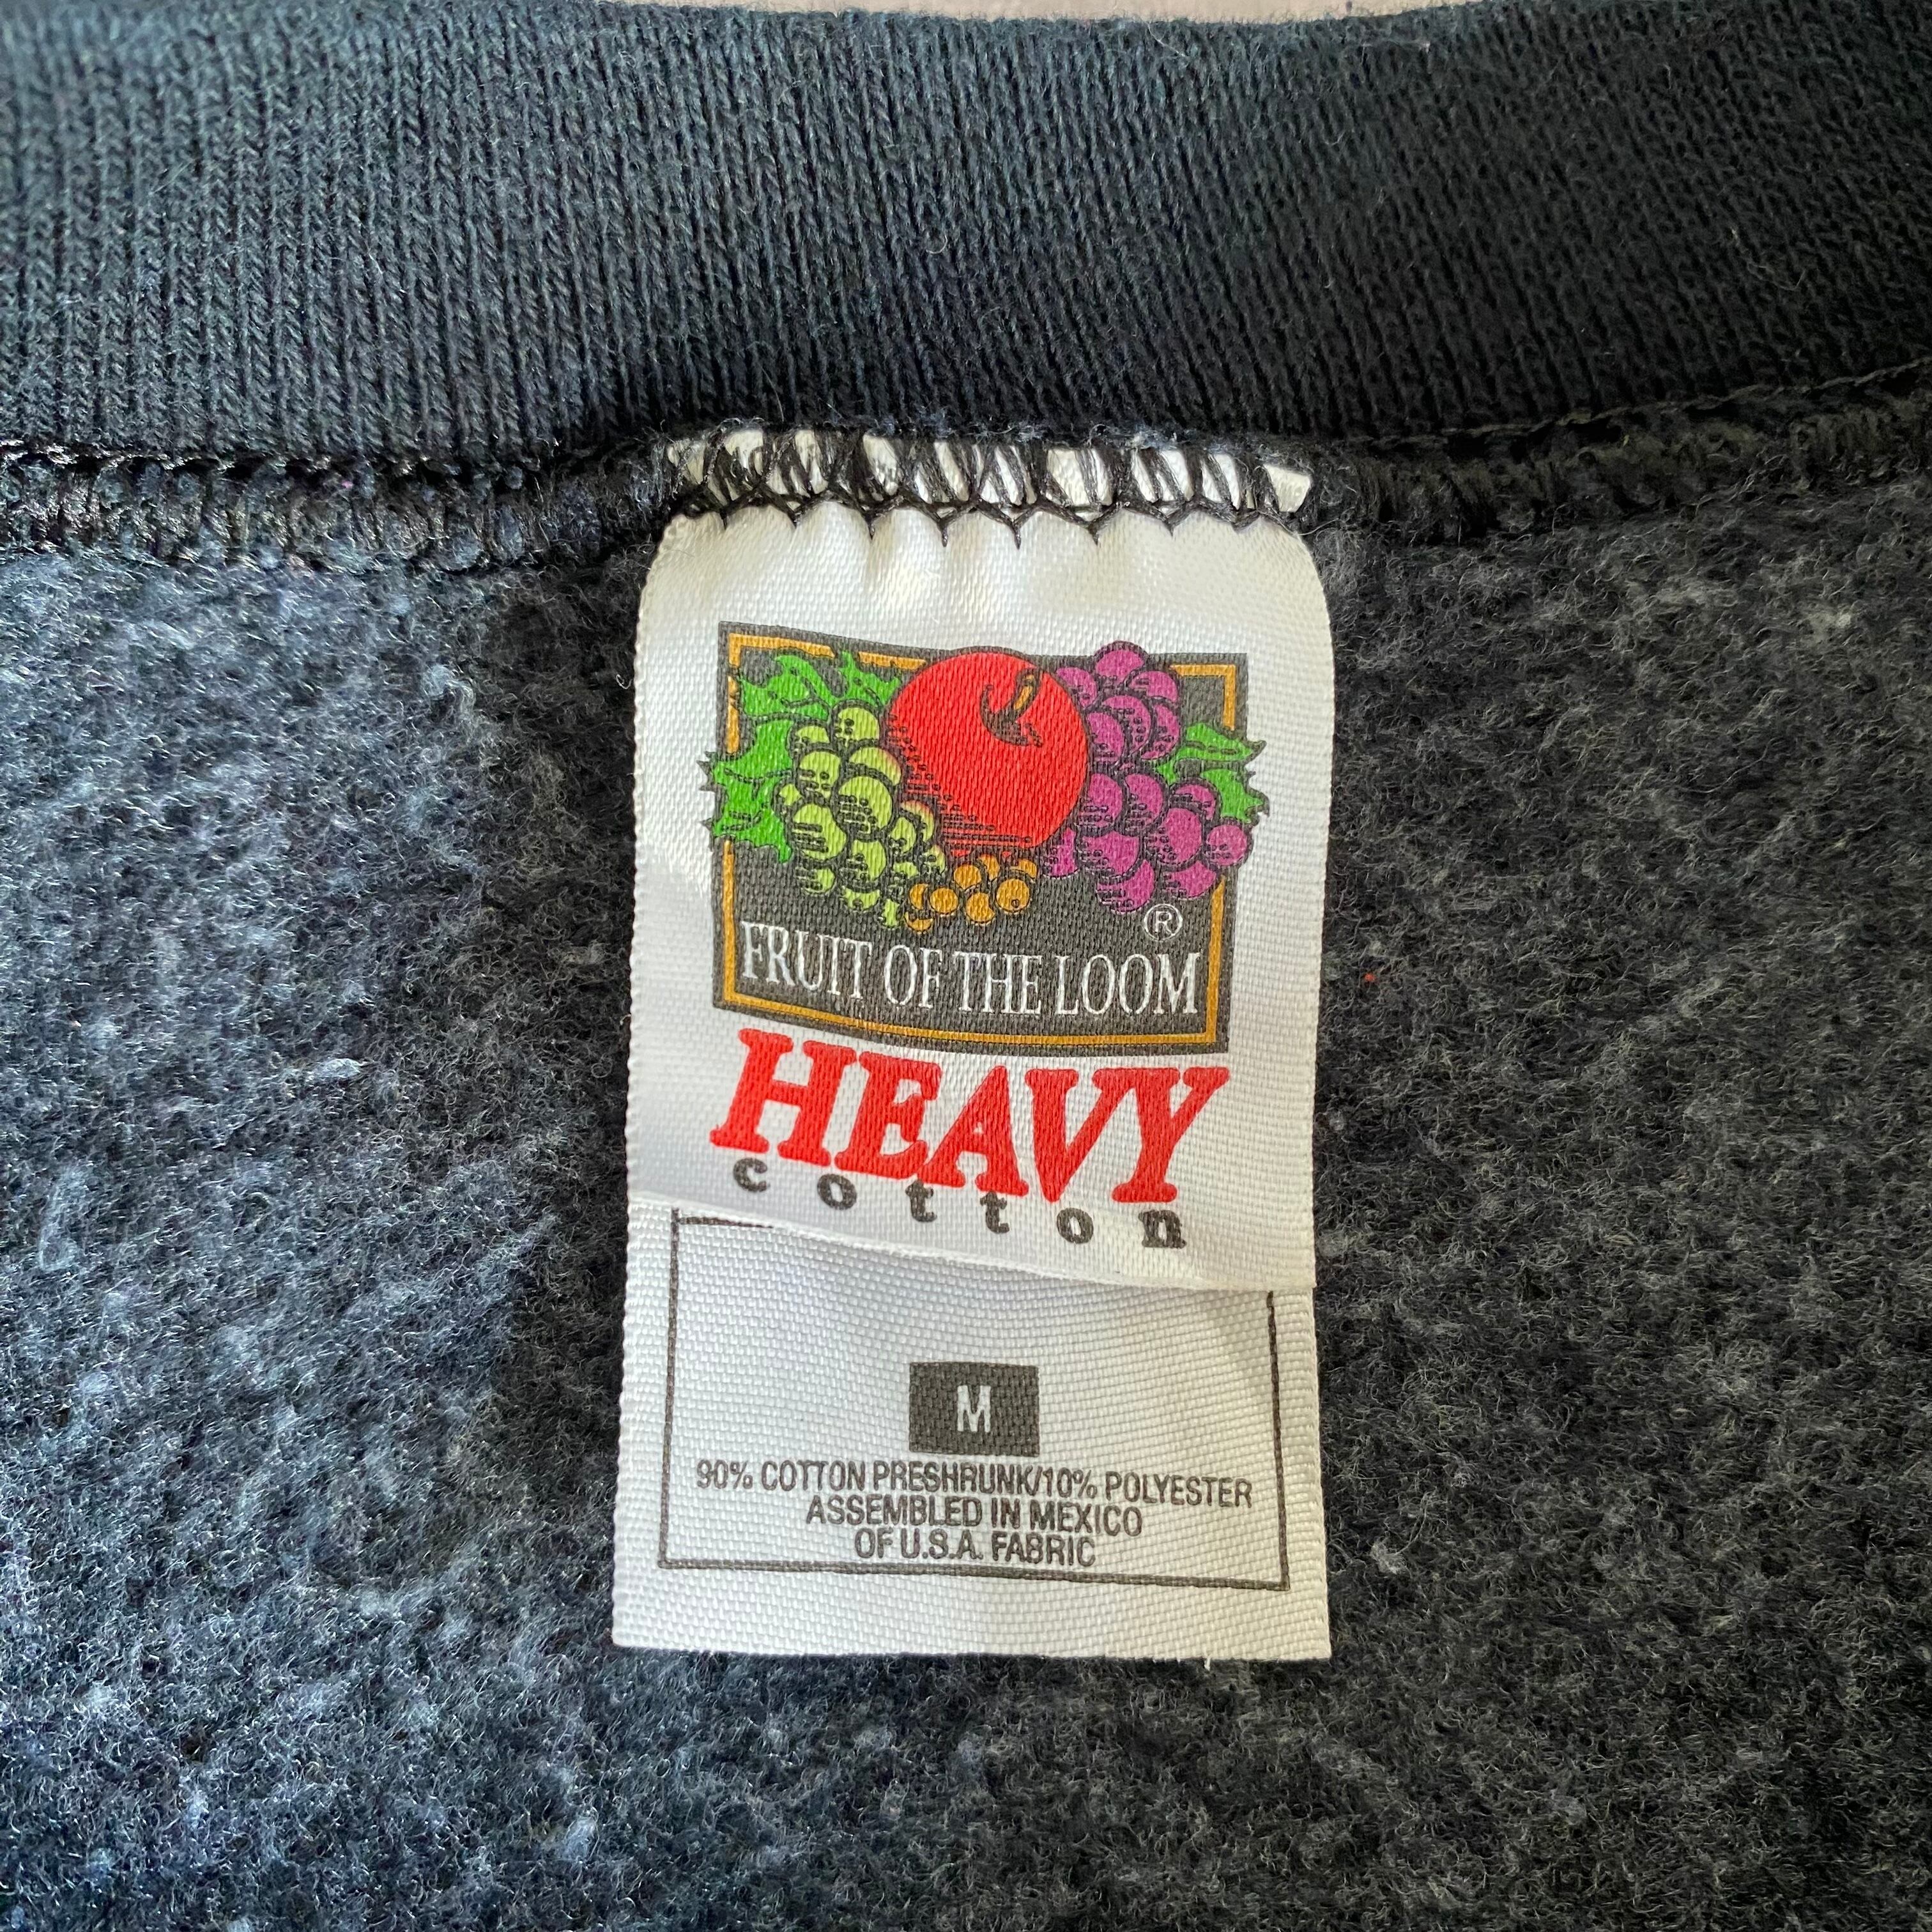 ®
FRUIT OF THE LOOM
HEAVY
cotton
M
90% COTTON PRESHRUNK/10% POLYESTER
ASSEMBLED IN MEXICO
OF U.S.A. FABRIC